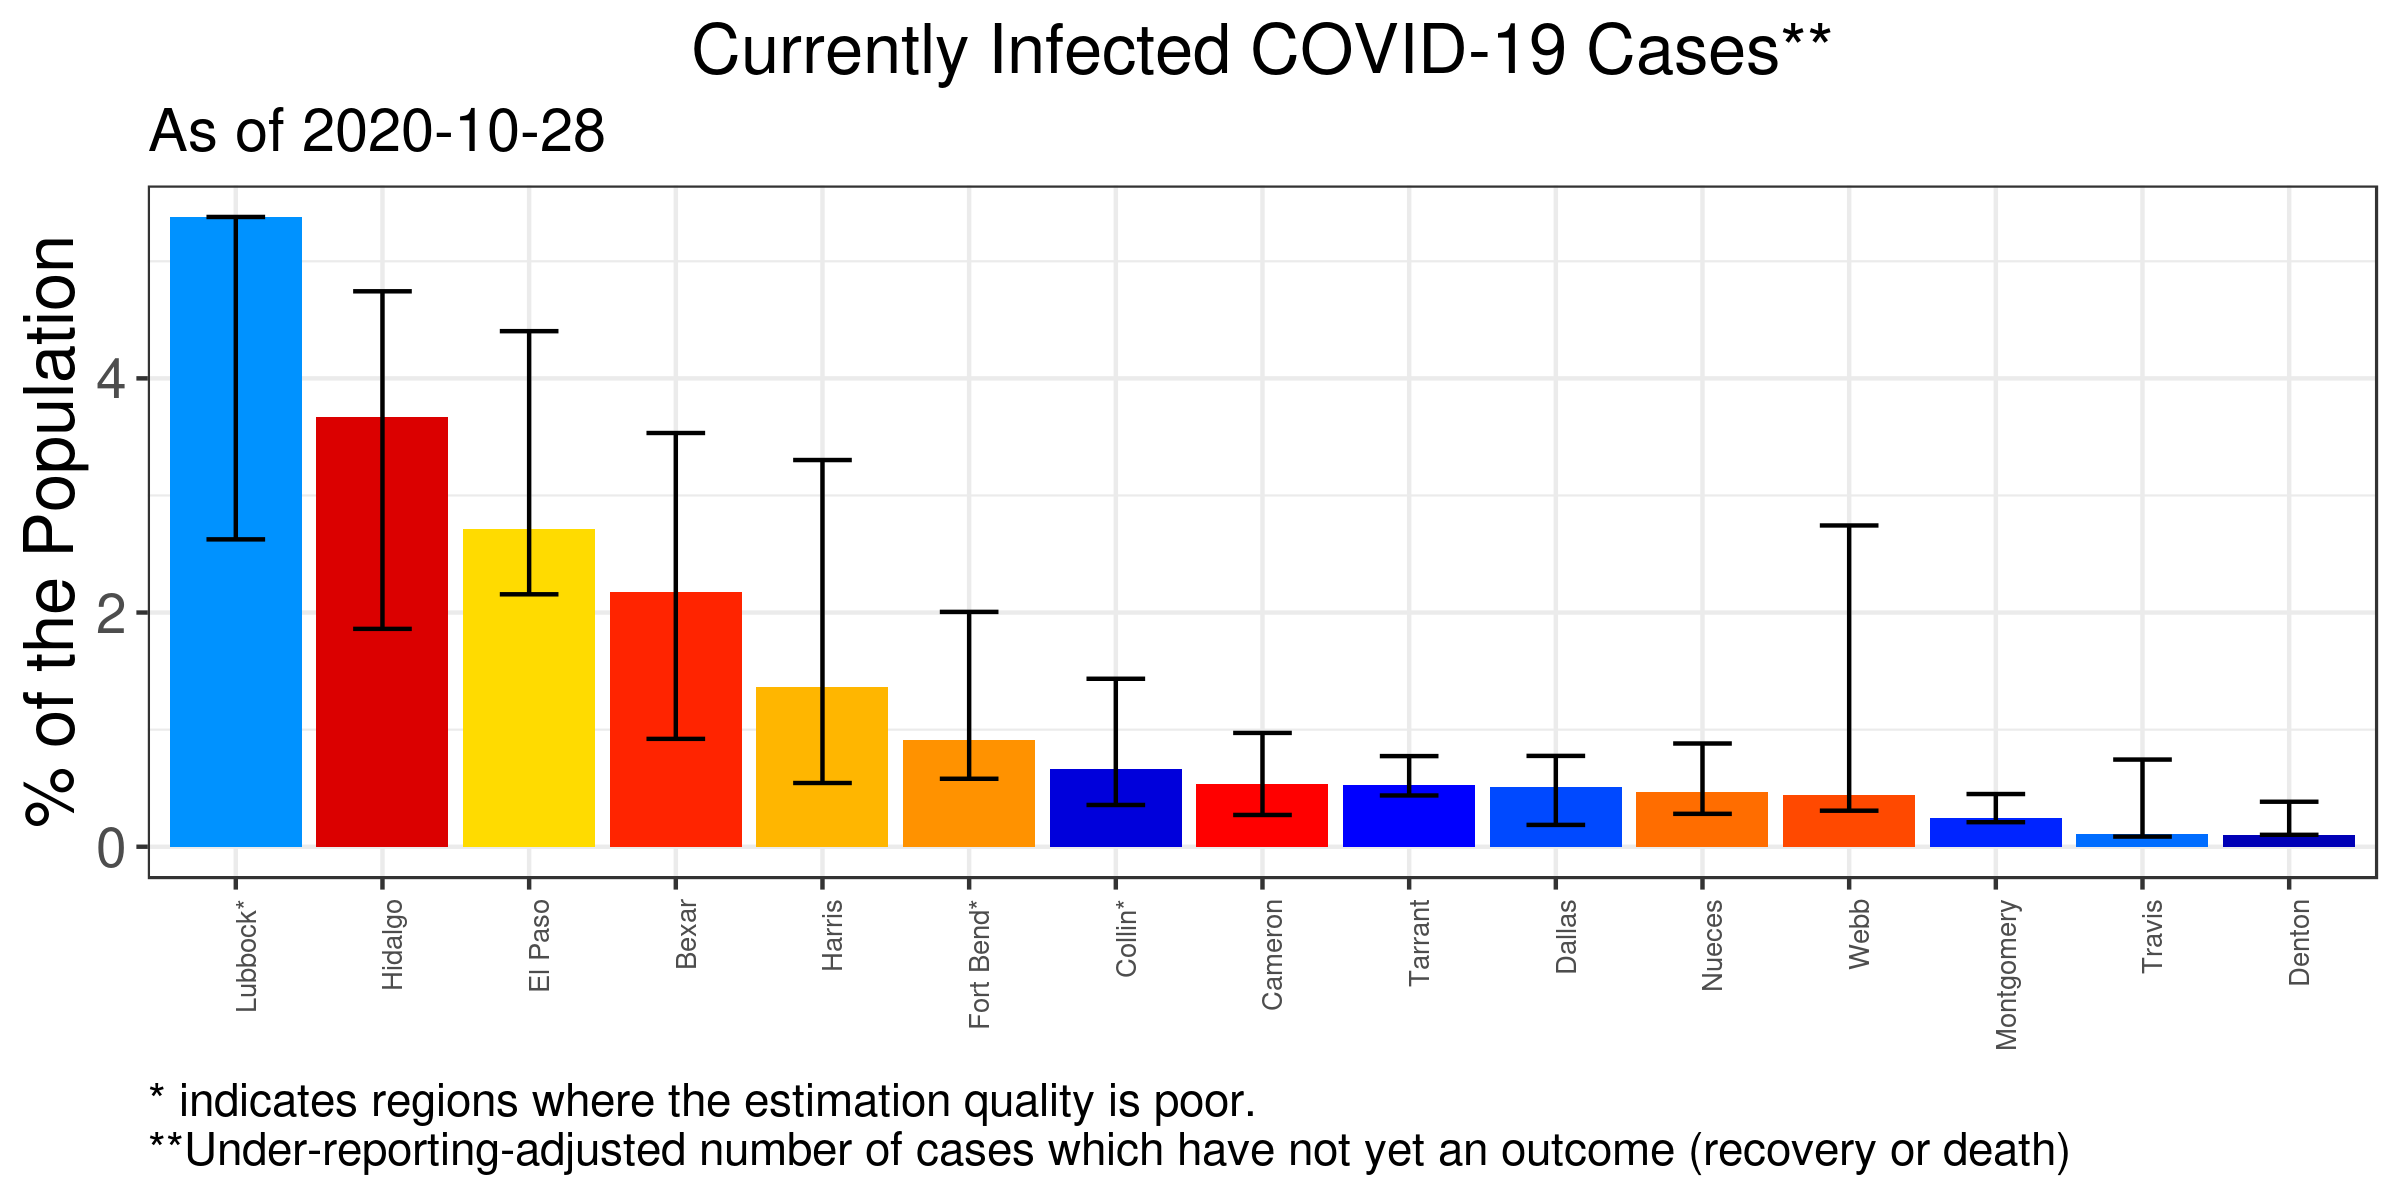 Currently Infected COVID-19 Cases**
As of 2020-10-28
% of the Population
4
2
0
Lubbock*
Hidalgo
El Paso
Bexar
Harris
Fort Bend*
Collin*
Cameron
Tarrant
Dallas
Nueces
Webb
Montgomery
Travis
Denton
* indicates regions where the estimation quality is poor.
**Under-reporting-adjusted number of cases which have not yet an outcome (recovery or death)